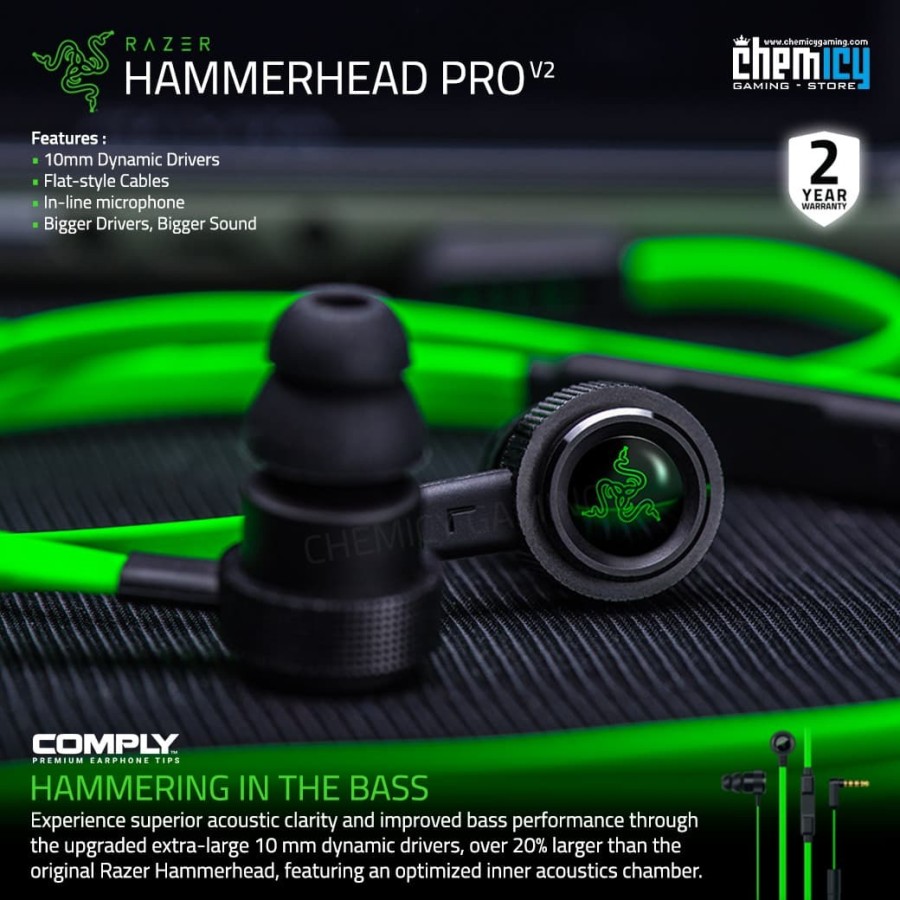 RAZER
HAMMERHEAD PRO V2
www.chemicygaming.com
chemicy
GAMING - STORE
Features :
10mm Dynamic Drivers
Flat-style Cables
In-line microphone
Bigger Drivers, Bigger Sound
2
YEAR
WARRANTY
CHEMICYGAMING
COMPLY™
PREMIUM EARPHONE TIPS
HAMMERING IN THE BASS
Experience superior acoustic clarity and improved bass performance through
the upgraded extra-large 10 mm dynamic drivers, over 20% larger than the
original Razer Hammerhead, featuring an optimized inner acoustics chamber.